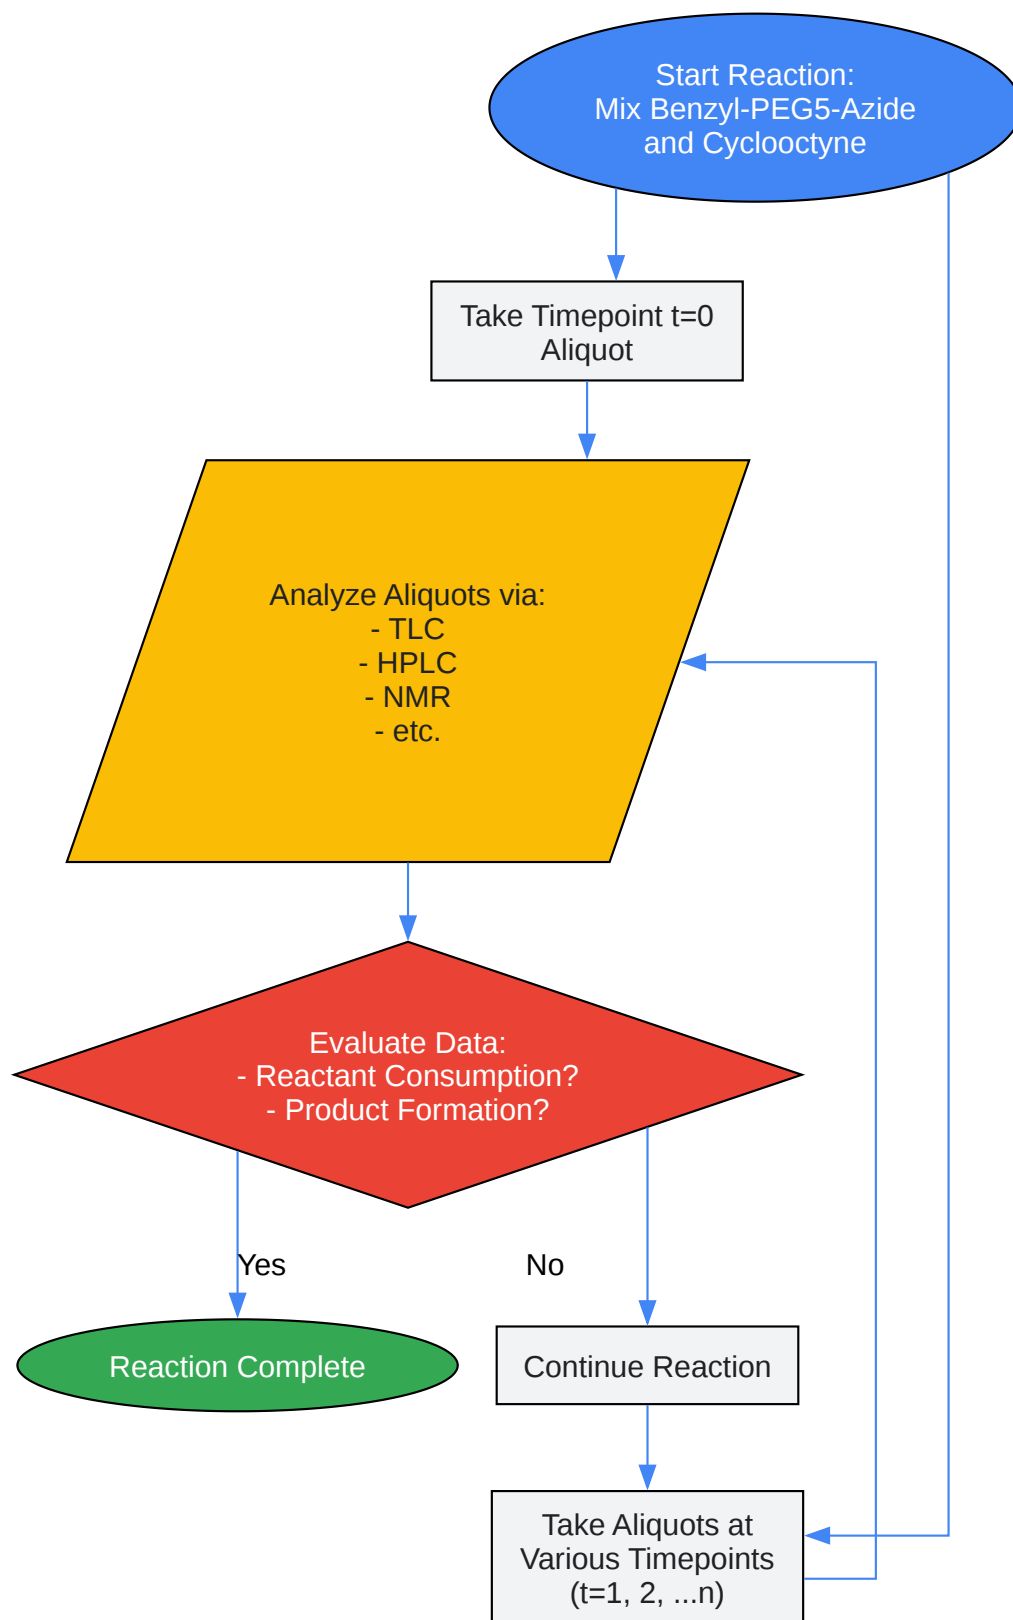 Start Reaction:
Mix Benzyl-PEG5-Azide
and Cyclooctyne
Take Timepoint t=0
Aliquot
Analyze Aliquots via:
- TLC
- HPLC
- NMR
- etc.
Evaluate Data:
- Reactant Consumption?
- Product Formation?
Yes
No
Reaction Complete
Continue Reaction
Take Aliquots at
Various Timepoints
(t=1, 2, ...n)